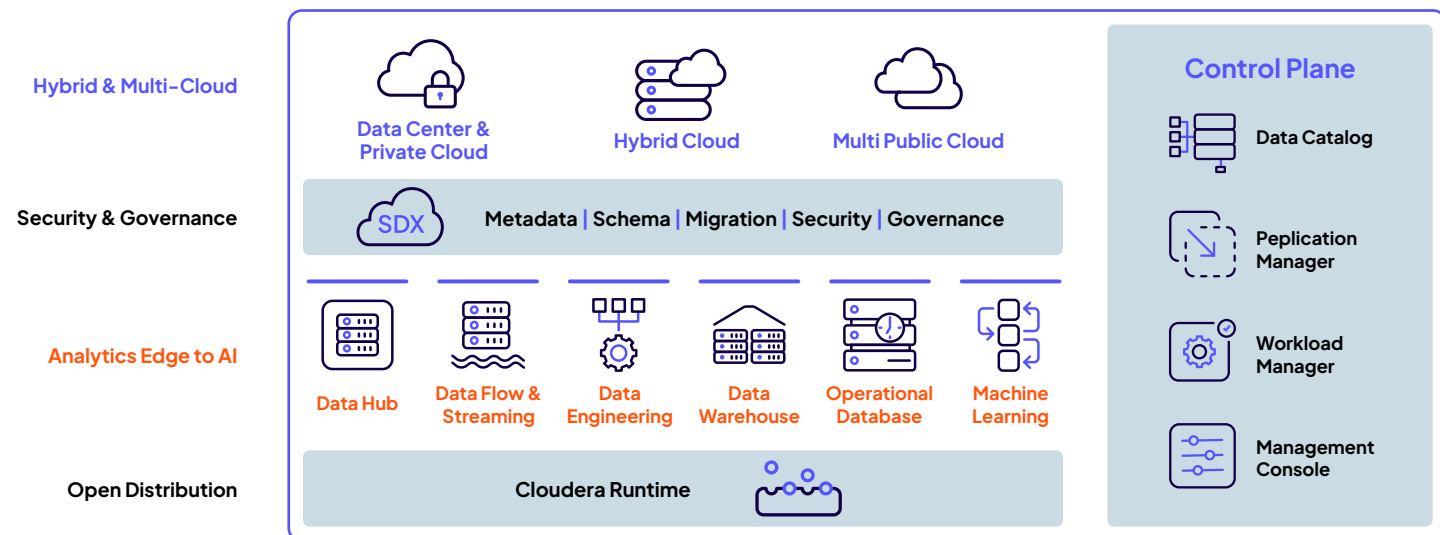 Hybrid & Multi-Cloud
Data Center &
Private Cloud
Hybrid Cloud
Multi Public Cloud
Security & Governance
SDX
Metadata | Schema | Migration | Security | Governance
Analytics Edge to AI
Data Hub
Data Flow &
Streaming
Data
Engineering
Data
Warehouse
Operational
Database
Machine
Learning
Open Distribution
Cloudera Runtime
Control Plane
Data Catalog
Peplication
Manager
Workload
Manager
Management
Console